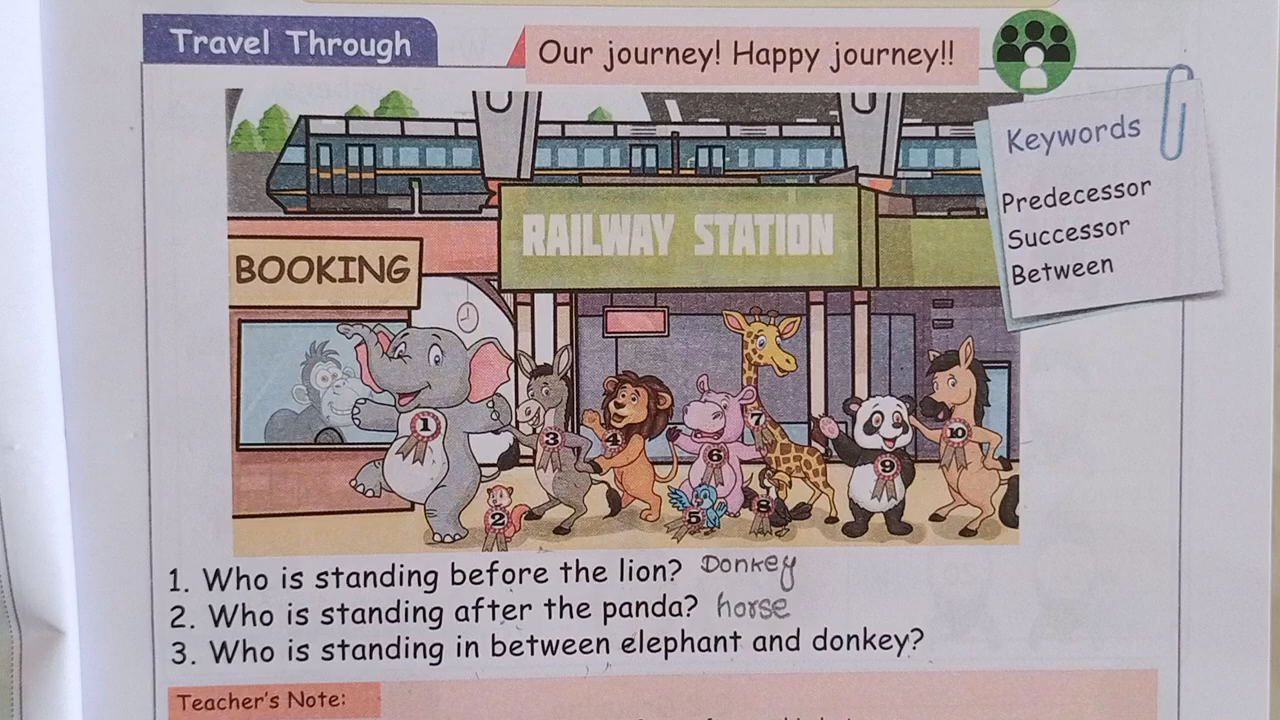 Travel Through
Our journey! Happy journey!!
Keywords
Predecessor
Successor
Between
RAILWAY STATION
BOOKING
1
2
3
4
5
6
7
8
9
10
1. Who is standing before the lion? Donkey
2. Who is standing after the panda? horse
3. Who is standing in between elephant and donkey?
Teacher's Note: